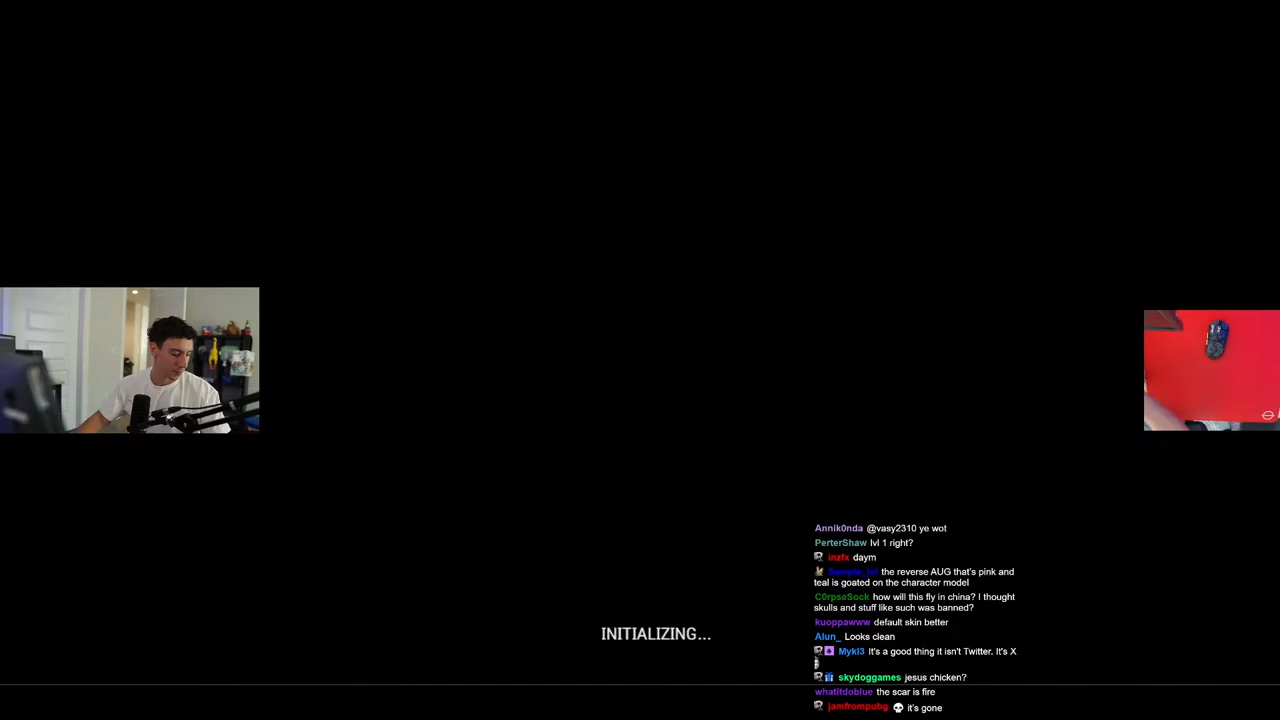 Annik0nda @vasy2310 ye wot
PerterShaw lvl 1 right?
inzfx daym
the reverse AUG that's pink and
teal is goated on the character model
C0rpseSock how will this fly in china? I thought
skulls and stuff like such was banned?
kuoppawww default skin better
INITIALIZING...
Alun_ Looks clean
Mykl3 It's a good thing it isn't Twitter. It's X
skydoggames jesus chicken?
whatitdoblue the scar is fire
jamfrompubg it's gone